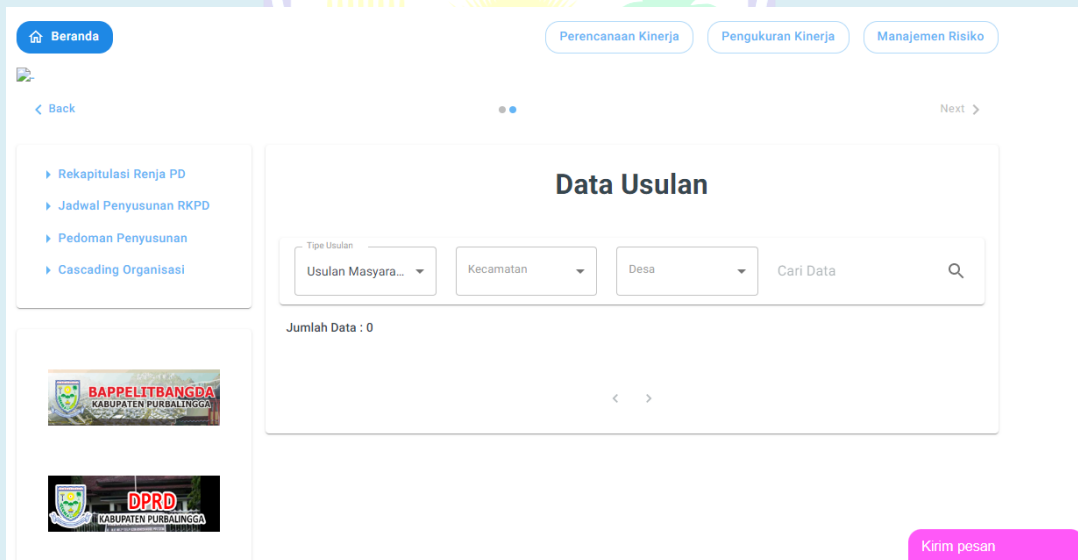 Beranda
Perencanaan Kinerja
Pengukuran Kinerja
Manajemen Risiko
Back
Next
Rekapitulasi Renja PD
Jadwal Penyusunan RKPD
Pedoman Penyusunan
Cascading Organisasi
Data Usulan
Tipe Usulan
Usulan Masyara...
Kecamatan
Desa
Cari Data
Jumlah Data : 0
BAPPELITBANGDA
KABUPATEN PURBALINGGA
DPRD
KABUPATEN PURBALINGGA
Kirim pesan